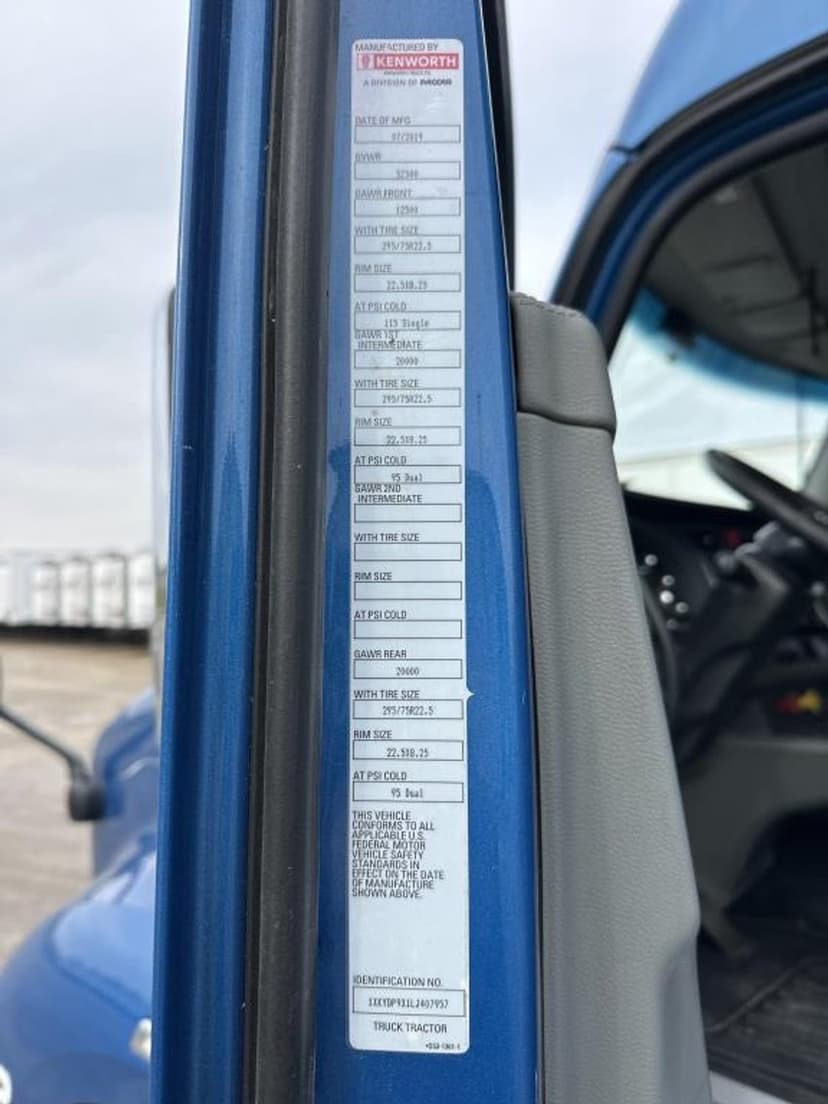 MANUFACTURED BY
KENWORTH
A DIVISION OF PACCAR
DATE OF MFG
07/2019
GVWR
52500
GAWR FRONT
12500
WITH TIRE SIZE
295/75R22.5
RIM SIZE
22.5X8.25
AT PSI COLD
115 Single
GAWR 1ST
INTERMEDIATE
20000
WITH TIRE SIZE
295/75R22.5
RIM SIZE
22.5X8.25
AT PSI COLD
95 Dual
GAWR 2ND
INTERMEDIATE
WITH TIRE SIZE
RIM SIZE
AT PSI COLD
GAWR REAR
20000
WITH TIRE SIZE
295/75R22.5
RIM SIZE
22.5X8.25
AT PSI COLD
95 Dual
THIS VEHICLE
CONFORMS TO ALL
APPLICABLE U.S.
FEDERAL MOTOR
VEHICLE SAFETY
STANDARDS IN
EFFECT ON THE DATE
OF MANUFACTURE
SHOWN ABOVE.
IDENTIFICATION NO.
1XKYDP9X1LJ407957
TRUCK TRACTOR